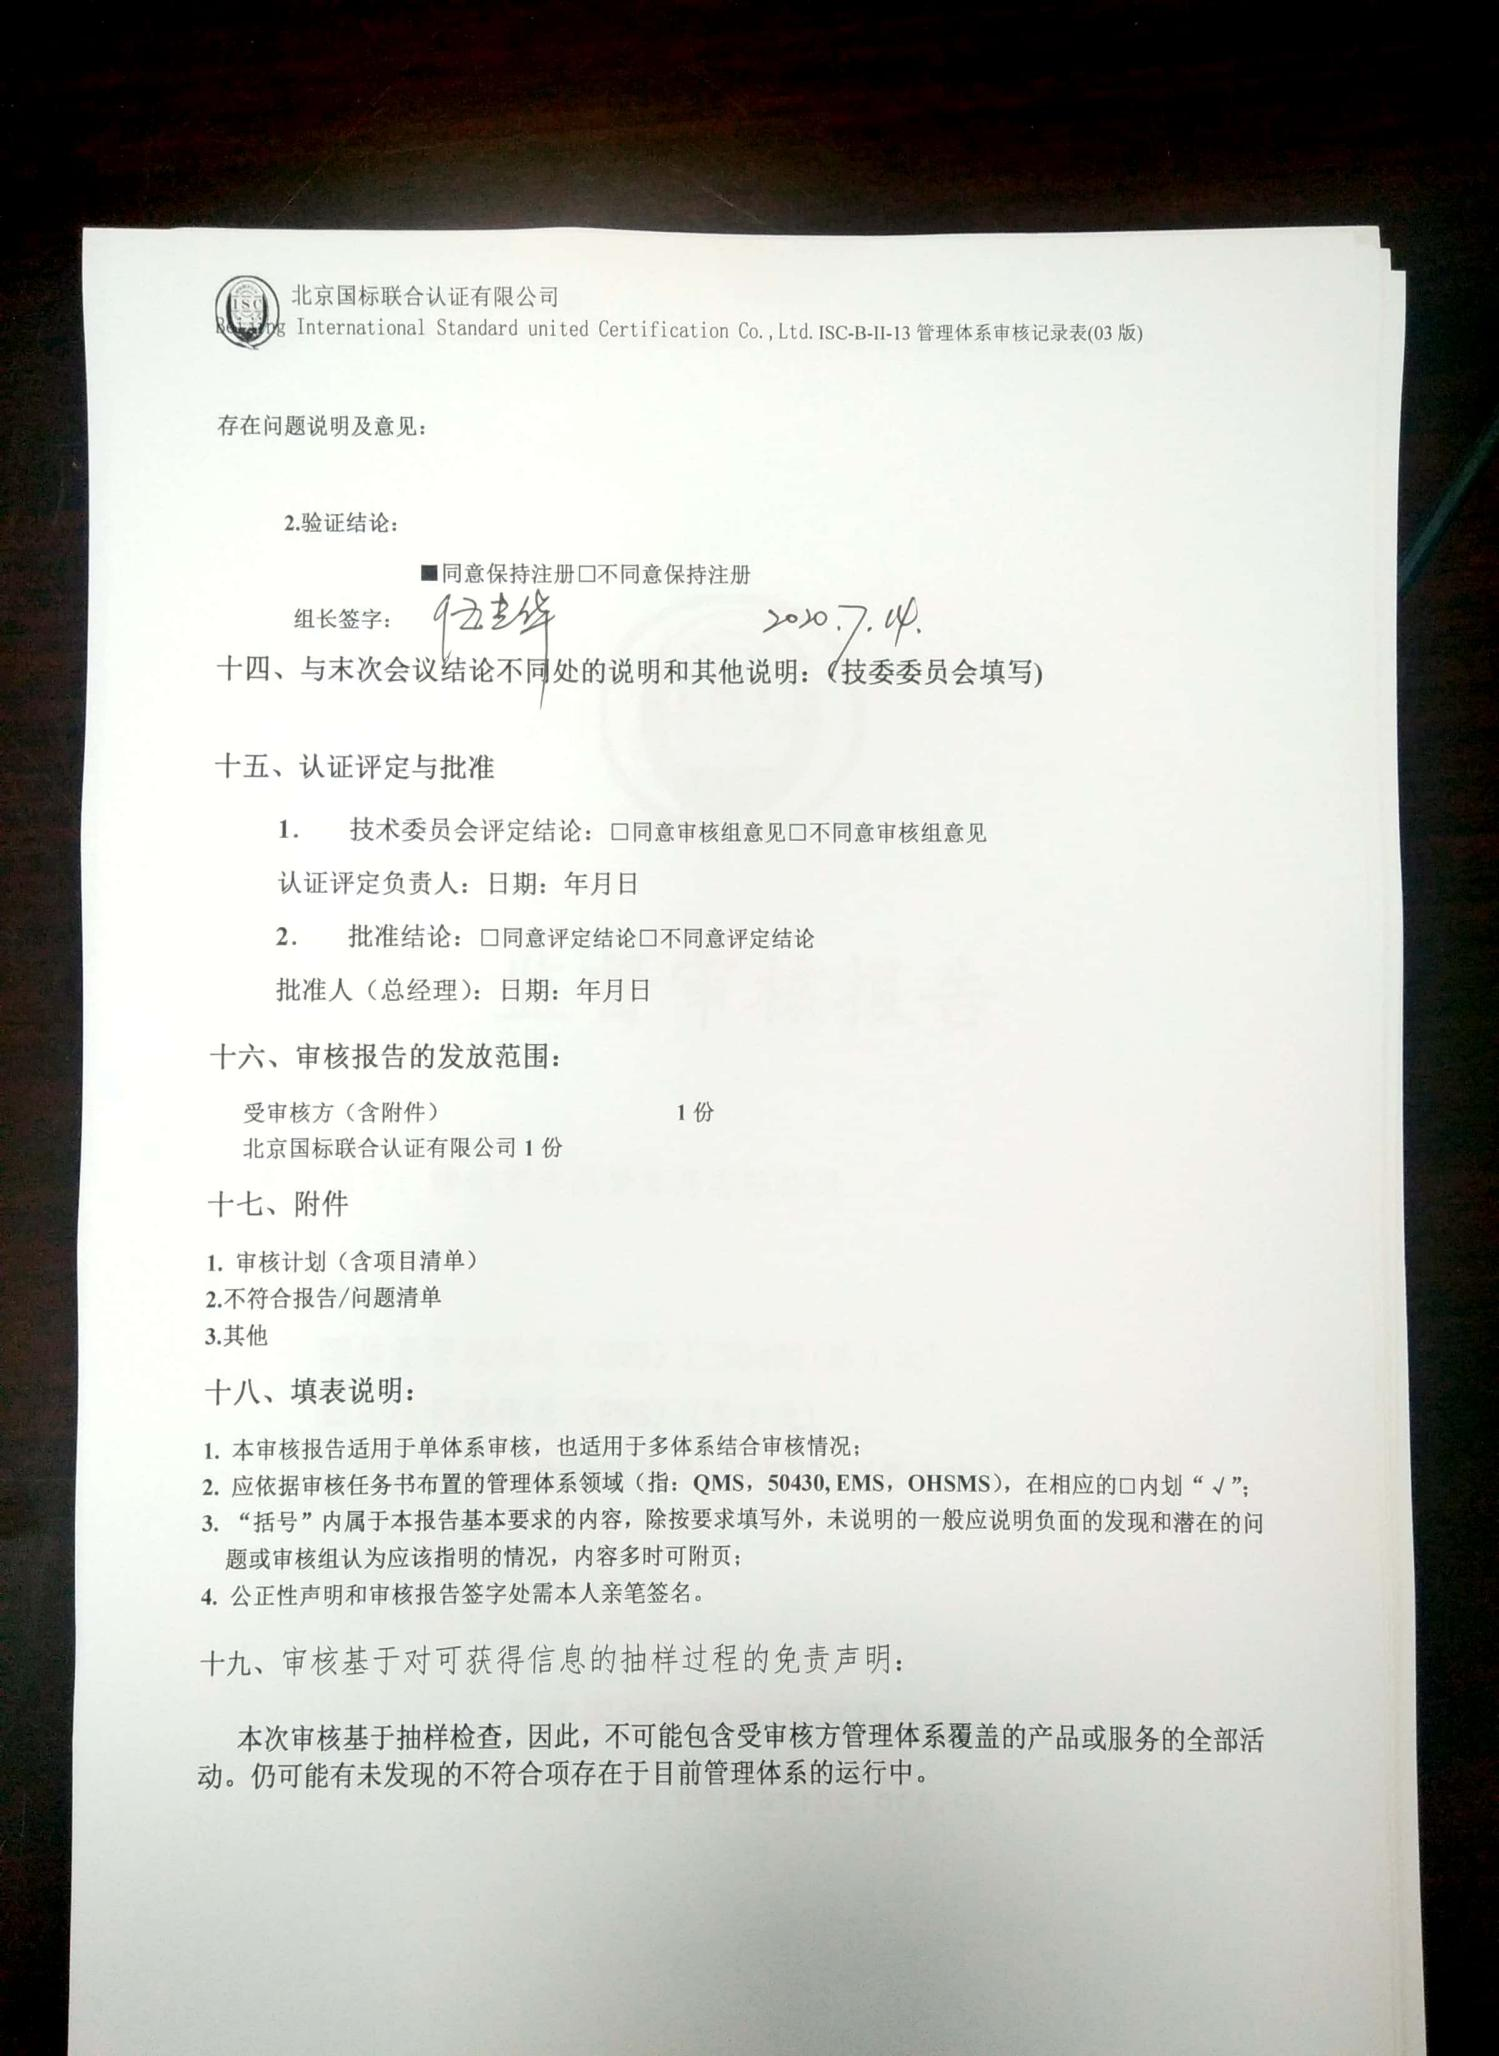 ISC
北京国标联合认证有限公司
Beijing International Standard united Certification Co.,Ltd. ISC-B-II-13 管理体系审核记录表(03 版)
存在问题说明及意见：
2.验证结论：
■同意保持注册□不同意保持注册
组长签字： 2020.7.14.
十四、与末次会议结论不同处的说明和其他说明：（技委委员会填写)
十五、认证评定与批准
1. 技术委员会评定结论：□同意审核组意见□不同意审核组意见
认证评定负责人：日期：年月日
2. 批准结论：□同意评定结论□不同意评定结论
批准人（总经理）：日期：年月日
十六、审核报告的发放范围：
受审核方（含附件） 1 份
北京国标联合认证有限公司 1 份
十七、附件
1. 审核计划（含项目清单）
2.不符合报告/问题清单
3.其他
十八、填表说明：
1. 本审核报告适用于单体系审核，也适用于多体系结合审核情况；
2. 应依据审核任务书布置的管理体系领域（指：QMS，50430, EMS，OHSMS），在相应的□内划“√”；
3. “括号”内属于本报告基本要求的内容，除按要求填写外，未说明的一般应说明负面的发现和潜在的问
题或审核组认为应该指明的情况，内容多时可附页；
4. 公正性声明和审核报告签字处需本人亲笔签名。
十九、审核基于对可获得信息的抽样过程的免责声明：
本次审核基于抽样检查，因此，不可能包含受审核方管理体系覆盖的产品或服务的全部活
动。仍可能有未发现的不符合项存在于目前管理体系的运行中。